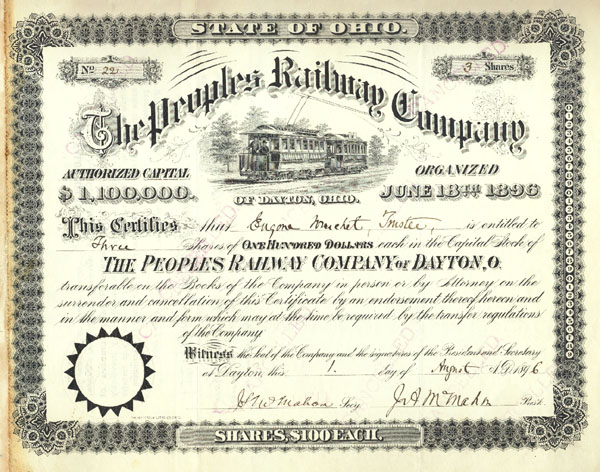 STATE OF OHIO.
No. 22
3 Shares
The Peoples Railway Company
AUTHORIZED CAPITAL
$1,100,000.
OF DAYTON, OHIO.
ORGANIZED
JUNE 18TH 1896
This Certifies that Eugene Wuichet, Trustee, is entitled to
Three shares of ONE HUNDRED DOLLARS each in the Capital Stock of
THE PEOPLES RAILWAY COMPANY OF DAYTON, O.
transferable on the Books of the Company in person or by Attorney on the
surrender and cancellation of this Certificate by an endorsement thereof hereon and
in the manner and form which may at the time be required by the transfer regulations
of the Company
Witness the seal of the Company and the signatures of the President and Secretary
at Dayton, this 1. day of August A.D. 1896
McMahon Secy.
J. A. McMahon Prest.
SHARES, $100 EACH.